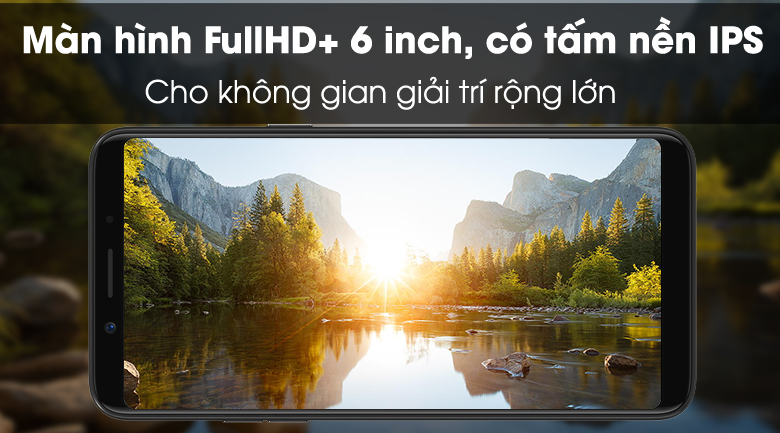 Màn hình FullHD+ 6 inch, có tấm nền IPS
Cho không gian giải trí rộng lớn